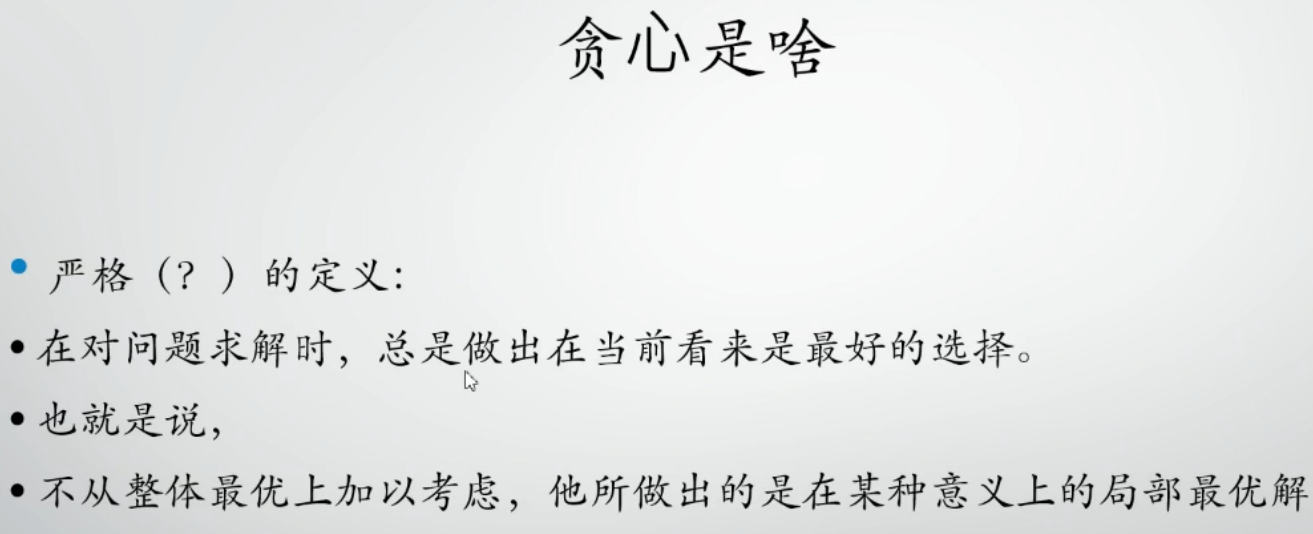 贪心是啥
严格（？）的定义：
在对问题求解时，总是做出在当前看来是最好的选择。
也就是说，
不从整体最优上加以考虑，他所做出的是在某种意义上的局部最优解